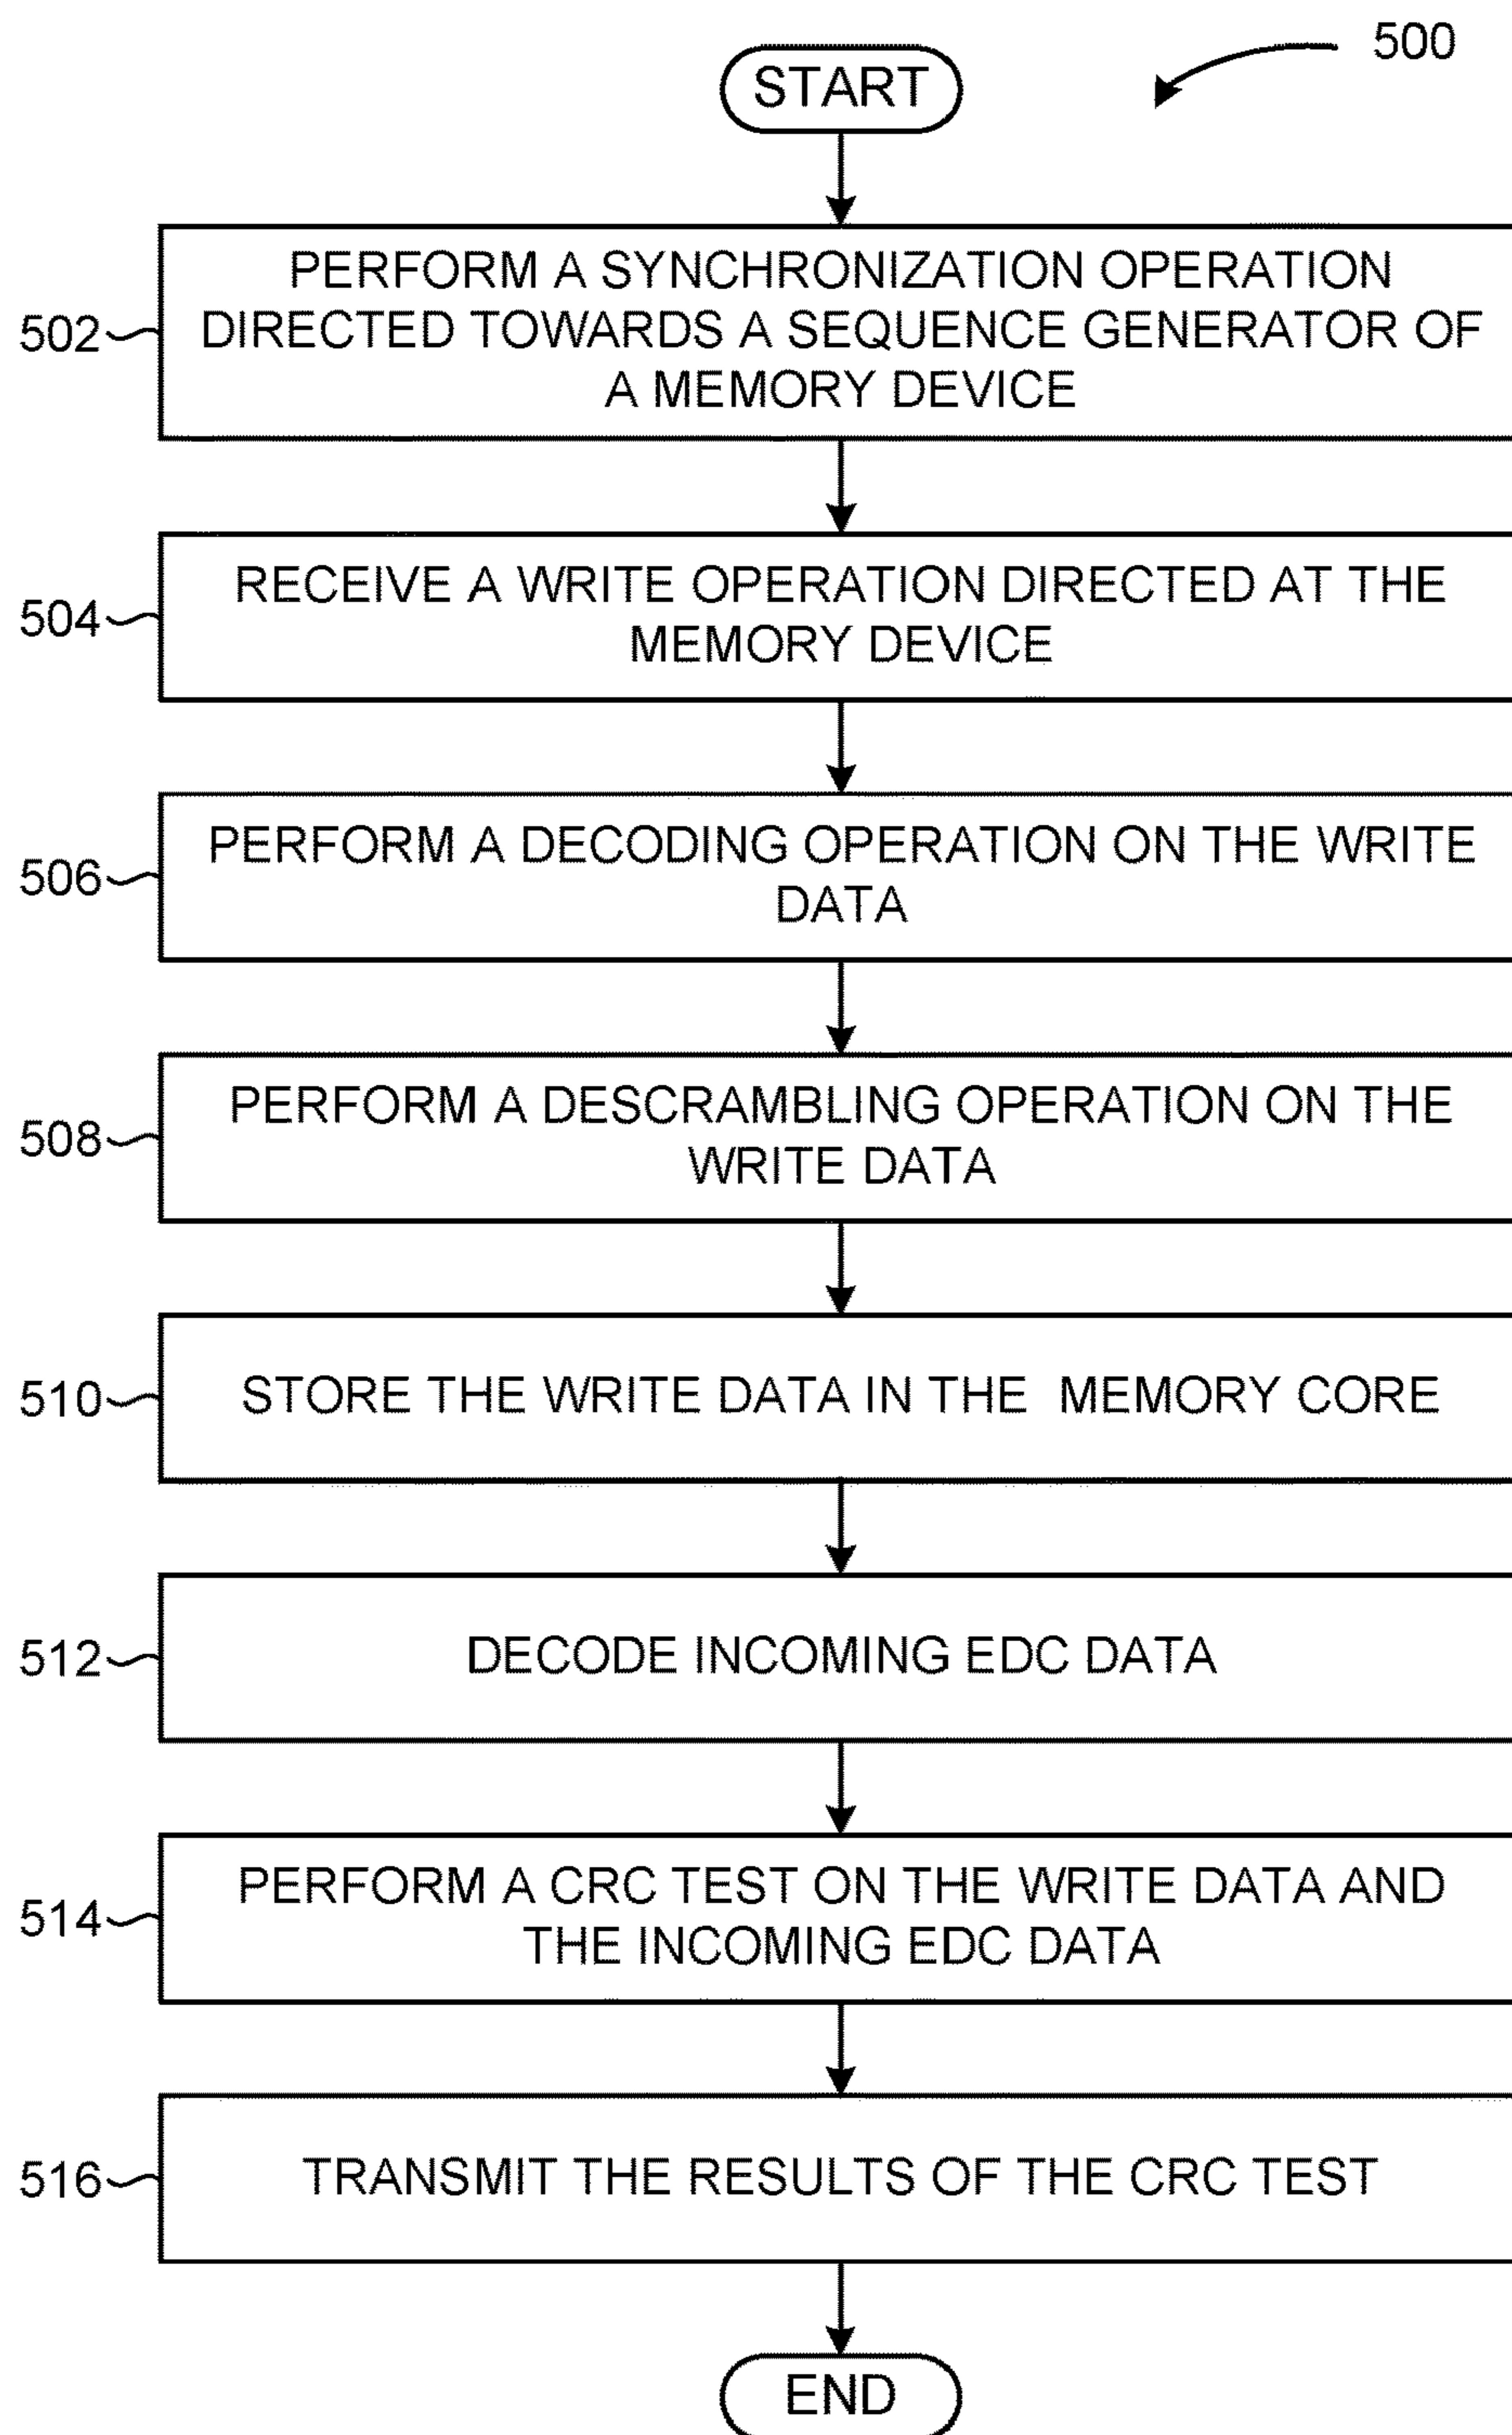 500
START
502
PERFORM A SYNCHRONIZATION OPERATION
DIRECTED TOWARDS A SEQUENCE GENERATOR OF
A MEMORY DEVICE
504
RECEIVE A WRITE OPERATION DIRECTED AT THE
MEMORY DEVICE
506
PERFORM A DECODING OPERATION ON THE WRITE
DATA
508
PERFORM A DESCRAMBLING OPERATION ON THE
WRITE DATA
510
STORE THE WRITE DATA IN THE MEMORY CORE
512
DECODE INCOMING EDC DATA
514
PERFORM A CRC TEST ON THE WRITE DATA AND
THE INCOMING EDC DATA
516
TRANSMIT THE RESULTS OF THE CRC TEST
END